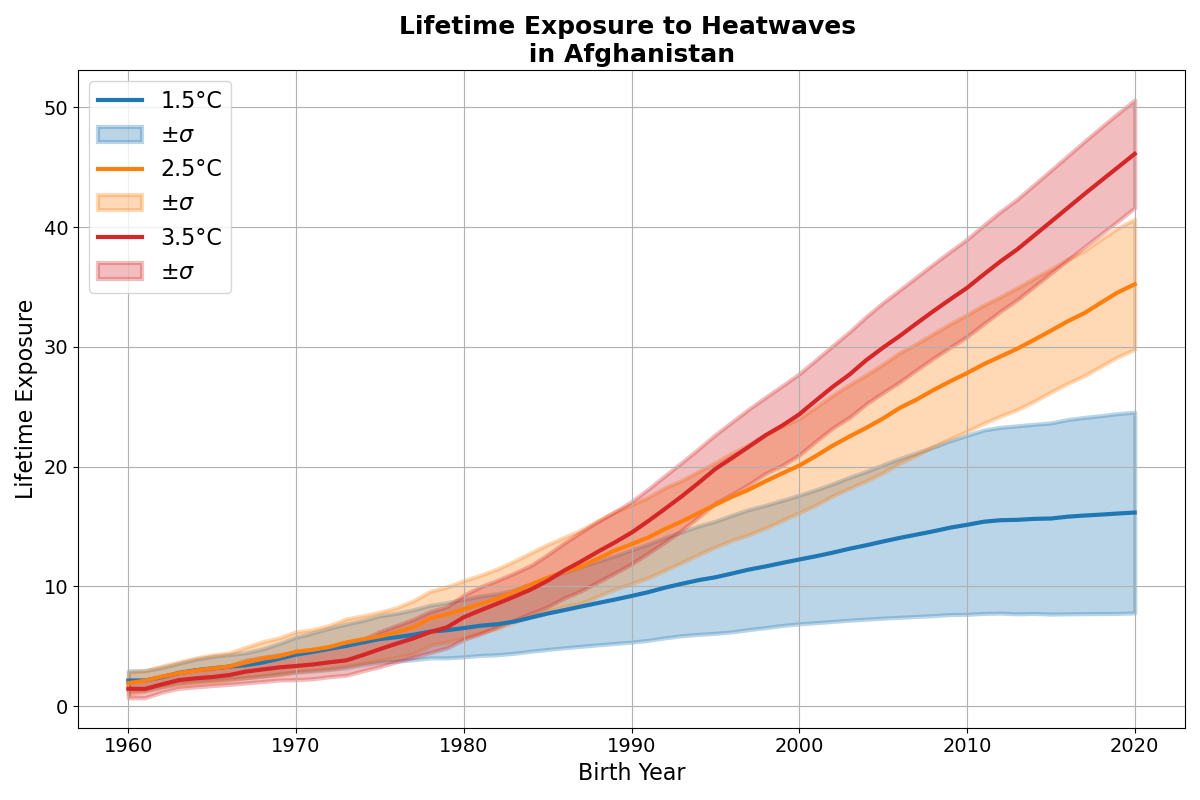 Lifetime Exposure to Heatwaves
in Afghanistan
1.5°C
±σ
2.5°C
±σ
3.5°C
±σ
Lifetime Exposure
50
40
30
20
10
0
1960 1970 1980 1990 2000 2010 2020
Birth Year